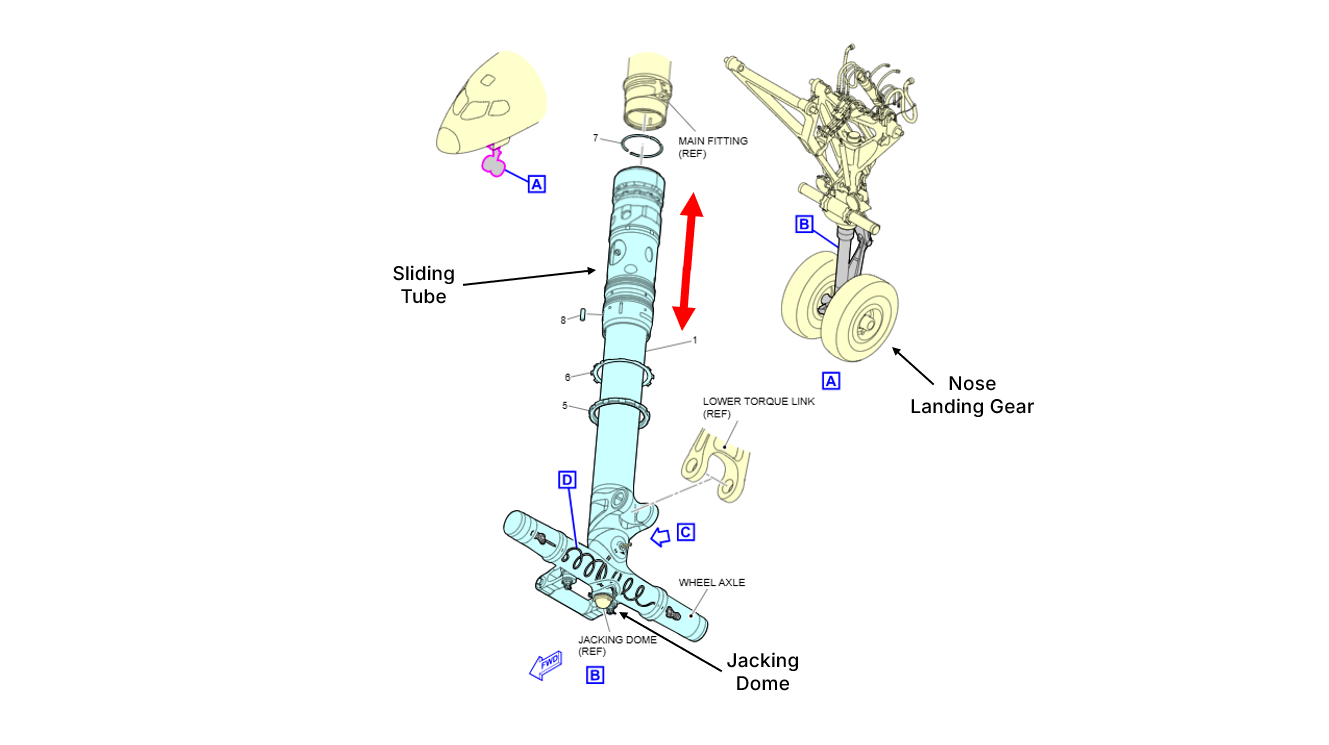 MAIN FITTING
(REF)
7
A
B
Sliding
Tube
8
1
6
A
Nose
Landing Gear
5
LOWER TORQUE LINK
(REF)
D
C
WHEEL AXLE
JACKING DOME
(REF)
FWD
B
Jacking
Dome